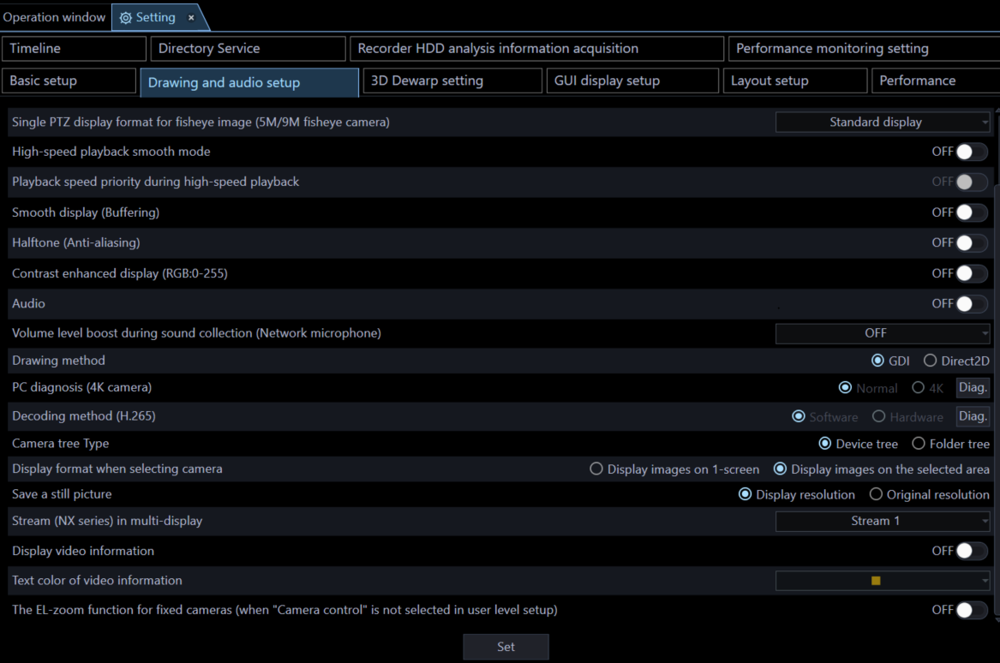 Operation window Setting ×
Timeline Directory Service Recorder HDD analysis information acquisition Performance monitoring setting
Basic setup Drawing and audio setup 3D Dewarp setting GUI display setup Layout setup Performance
Single PTZ display format for fisheye image (5M/9M fisheye camera) Standard display
High-speed playback smooth mode OFF
Playback speed priority during high-speed playback OFF
Smooth display (Buffering) OFF
Halftone (Anti-aliasing) OFF
Contrast enhanced display (RGB:0-255) OFF
Audio OFF
Volume level boost during sound collection (Network microphone) OFF
Drawing method GDI Direct2D
PC diagnosis (4K camera) Normal 4K Diag.
Decoding method (H.265) Software Hardware Diag.
Camera tree Type Device tree Folder tree
Display format when selecting camera Display images on 1-screen Display images on the selected area
Save a still picture Display resolution Original resolution
Stream (NX series) in multi-display Stream 1
Display video information OFF
Text color of video information
The EL-zoom function for fixed cameras (when "Camera control" is not selected in user level setup) OFF
Set